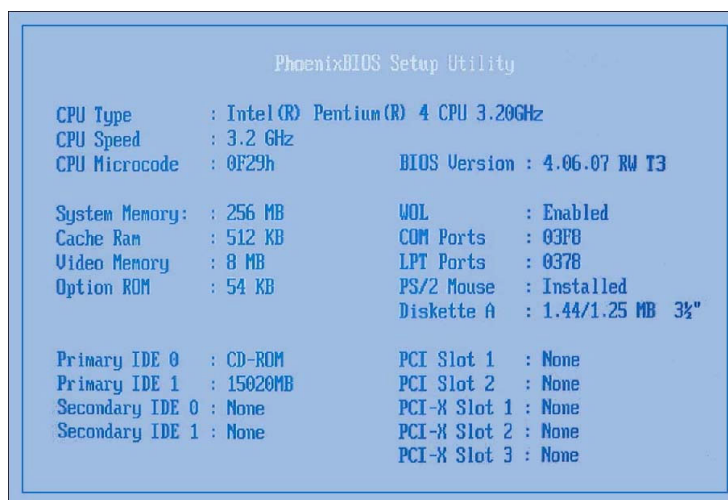 PhoenixBIOS Setup Utility
CPU Type : Intel(R) Pentium(R) 4 CPU 3.20GHz
CPU Speed : 3.2 GHz
CPU Microcode : 0F29h BIOS Version : 4.06.07 RW T3
System Memory: : 256 MB WOL : Enabled
Cache Ram : 512 KB COM Ports : 03F8
Video Memory : 8 MB LPT Ports : 0378
Option ROM : 54 KB PS/2 Mouse : Installed
Diskette A : 1.44/1.25 MB 3½"
Primary IDE 0 : CD-ROM PCI Slot 1 : None
Primary IDE 1 : 15020MB PCI Slot 2 : None
Secondary IDE 0 : None PCI-X Slot 1 : None
Secondary IDE 1 : None PCI-X Slot 2 : None
PCI-X Slot 3 : None